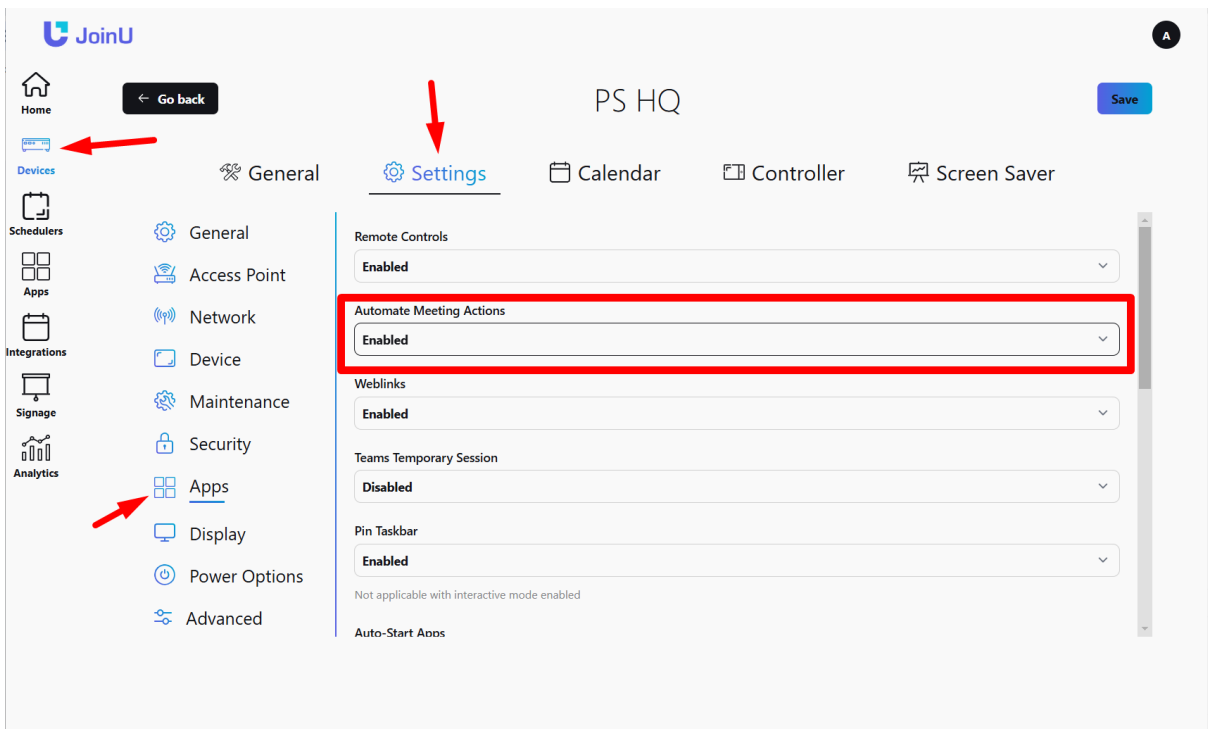 JoinU
A
Home
Go back
PS HQ
Save
Devices
General
Settings
Calendar
Controller
Screen Saver
Schedulers
Apps
Integrations
Signage
Analytics
General
Access Point
Network
Device
Maintenance
Security
Apps
Display
Power Options
Advanced
Remote Controls
Enabled
Automate Meeting Actions
Enabled
Weblinks
Enabled
Teams Temporary Session
Disabled
Pin Taskbar
Enabled
Not applicable with interactive mode enabled
Auto-Start Apps